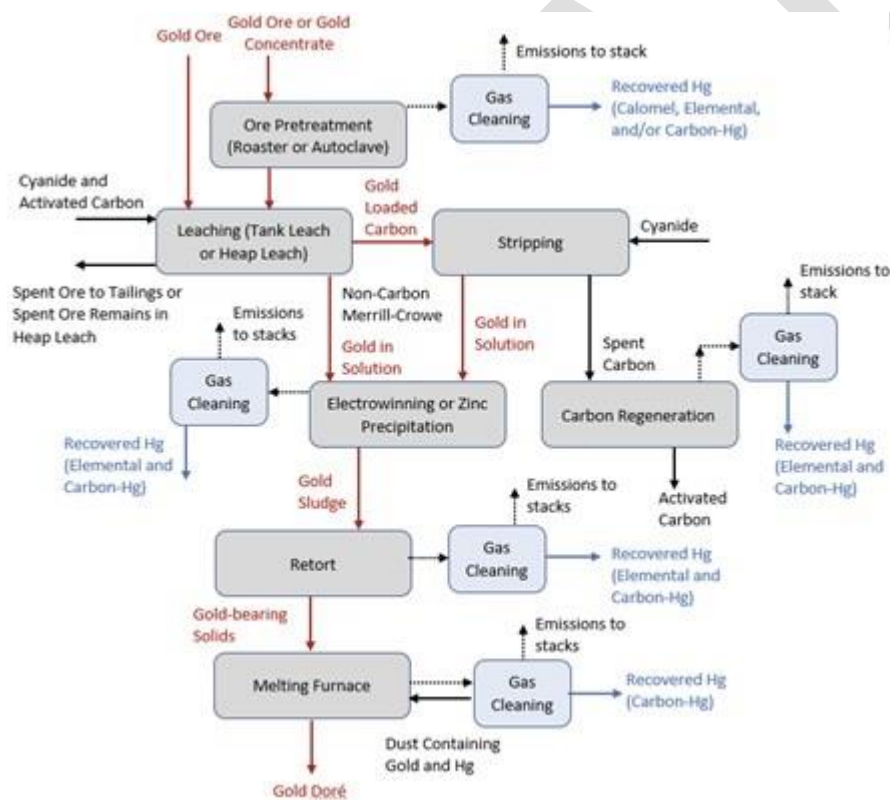 Gold Ore
Gold Ore or Gold
Concentrate
Emissions to stack
Gas
Cleaning
Recovered Hg
(Calomel, Elemental,
and/or Carbon-Hg)
Ore Pretreatment
(Roaster or Autoclave)
Cyanide and
Activated Carbon
Gold
Loaded
Carbon
Leaching (Tank Leach
or Heap Leach)
Stripping
Cyanide
Spent Ore to Tailings or
Spent Ore Remains in
Heap Leach
Emissions
to stacks
Non-Carbon
Merrill-Crowe
Gold in
Solution
Gold in
Solution
Spent
Carbon
Emissions to
stack
Gas
Cleaning
Gas
Cleaning
Electrowinning or Zinc
Precipitation
Carbon Regeneration
Recovered Hg
(Elemental and
Carbon-Hg)
Recovered Hg
(Elemental and
Carbon-Hg)
Gold
Sludge
Emissions to
stacks
Activated
Carbon
Retort
Gas
Cleaning
Recovered Hg
(Elemental and
Carbon-Hg)
Gold-bearing
Solids
Emissions to
stacks
Melting Furnace
Gas
Cleaning
Recovered Hg
(Carbon-Hg)
Dust Containing
Gold and Hg
Gold Doré